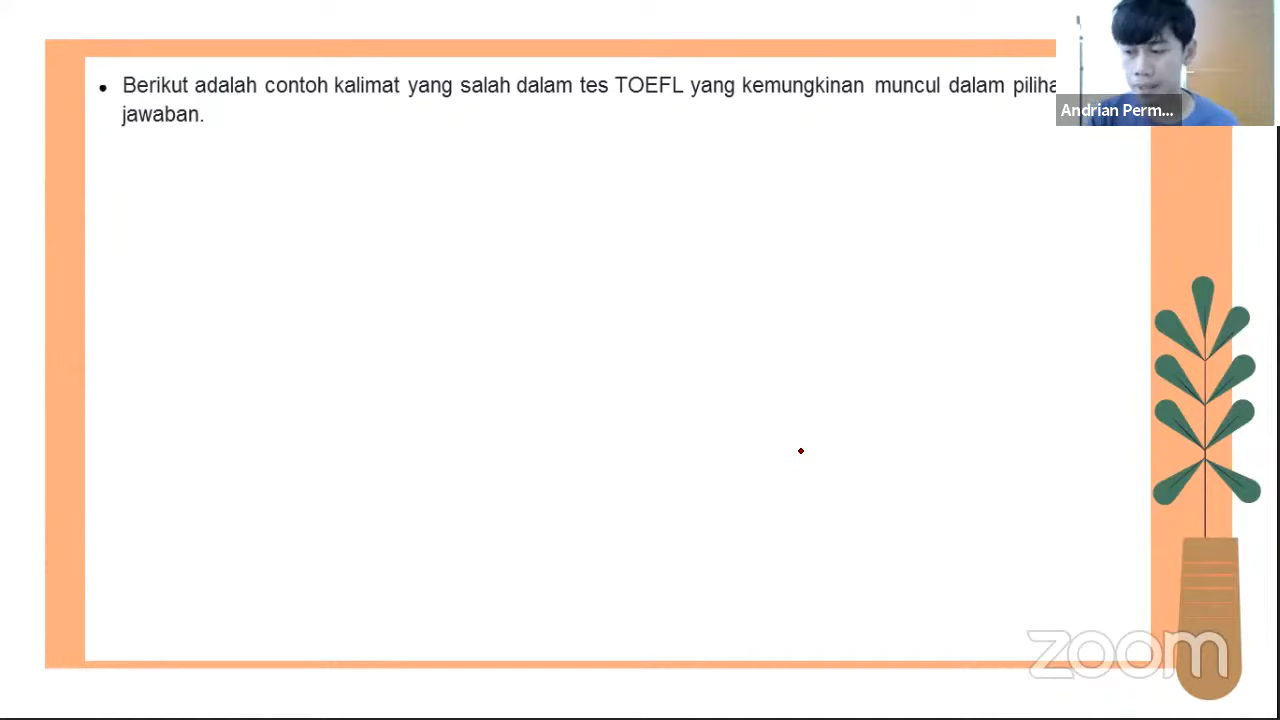 Berikut adalah contoh kalimat yang salah dalam tes TOEFL yang kemungkinan muncul dalam piliha
jawaban.
Andrian Perm...
zoom